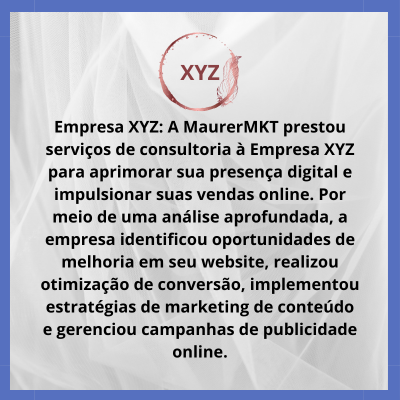 XYZ
Empresa XYZ: A MaurerMKT prestou
serviços de consultoria à Empresa XYZ
para aprimorar sua presença digital e
impulsionar suas vendas online. Por
meio de uma análise aprofundada, a
empresa identificou oportunidades de
melhoria em seu website, realizou
otimização de conversão, implementou
estratégias de marketing de conteúdo
e gerenciou campanhas de publicidade
online.